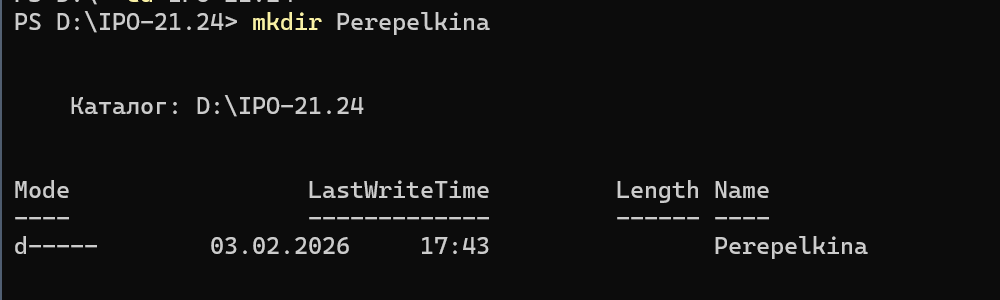 PS D:\IPO-21.24> mkdir Perepelkina
Каталог: D:\IPO-21.24
Mode LastWriteTime Length Name
---- ------------- ------ ----
d----- 03.02.2026 17:43 Perepelkina